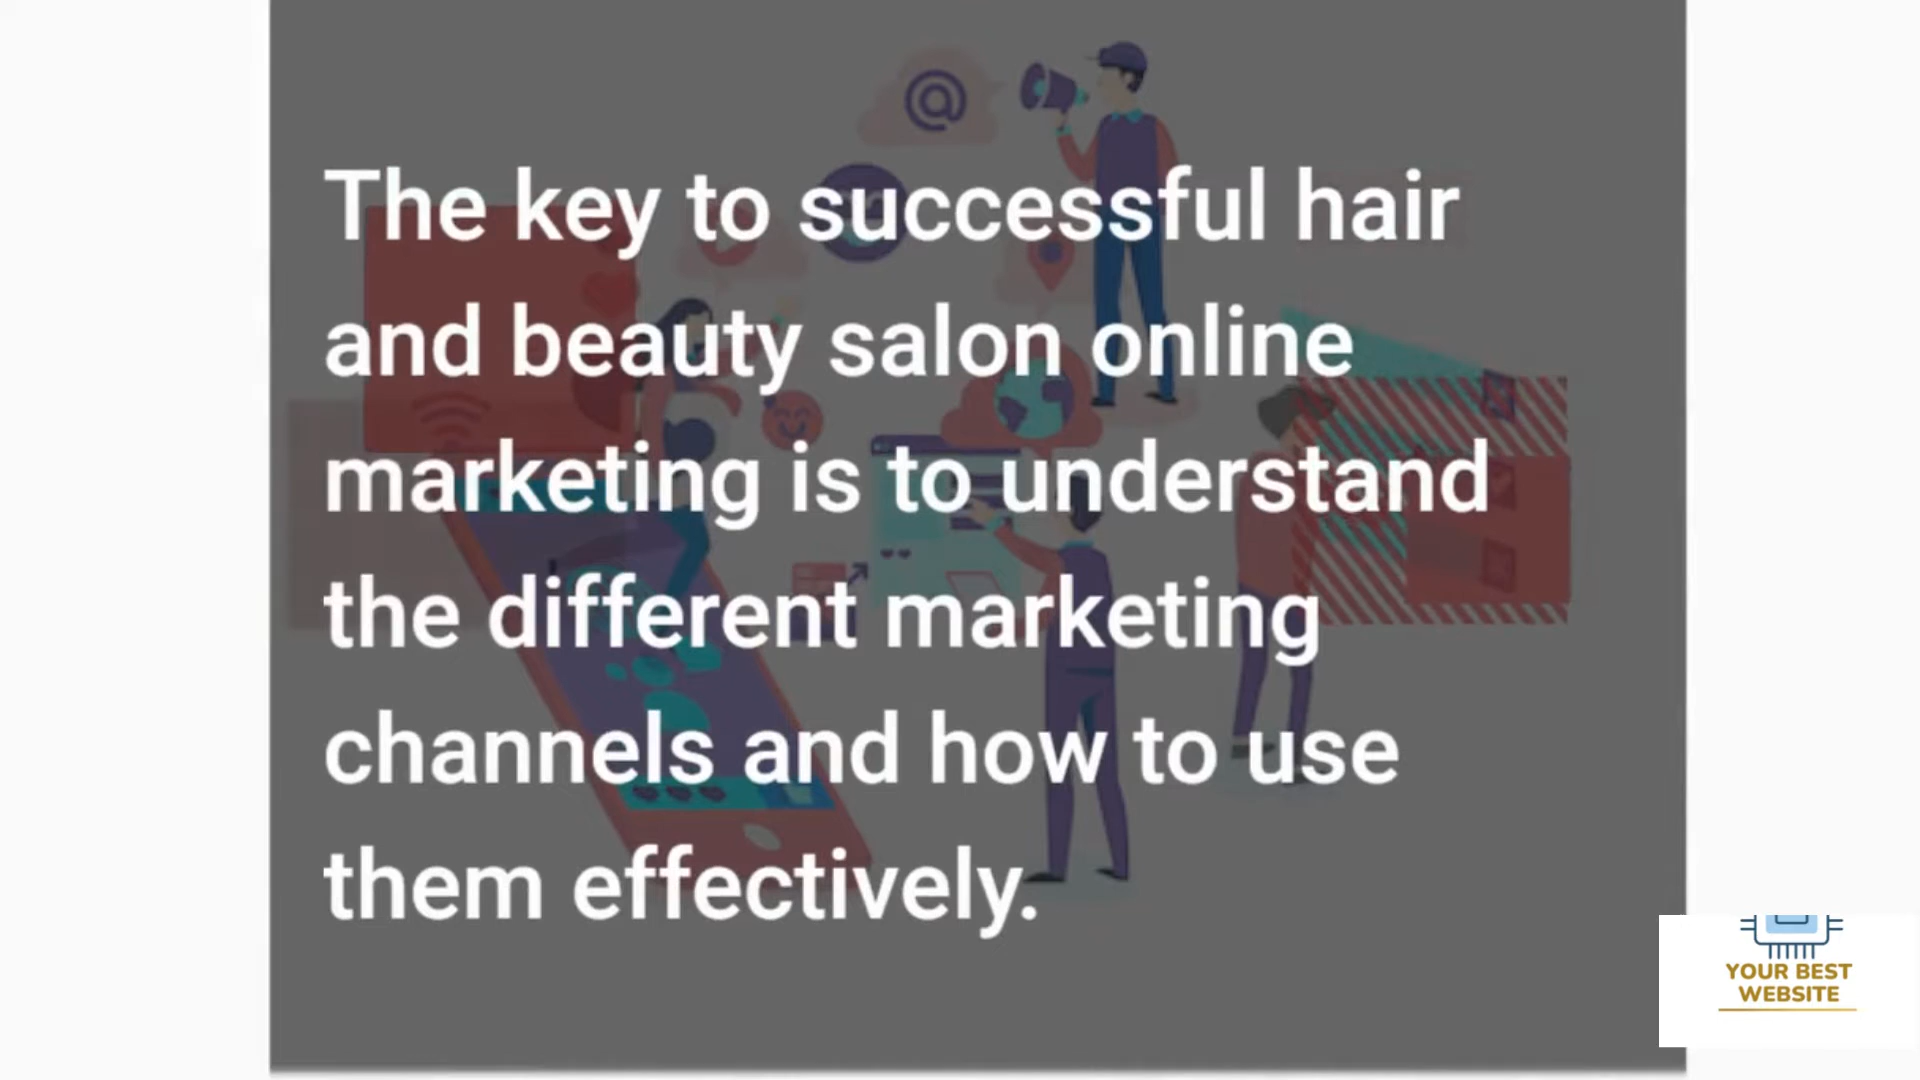 The key to successful hair
and beauty salon online
marketing is to understand
the different marketing
channels and how to use
them effectively.
YOUR BEST
WEBSITE